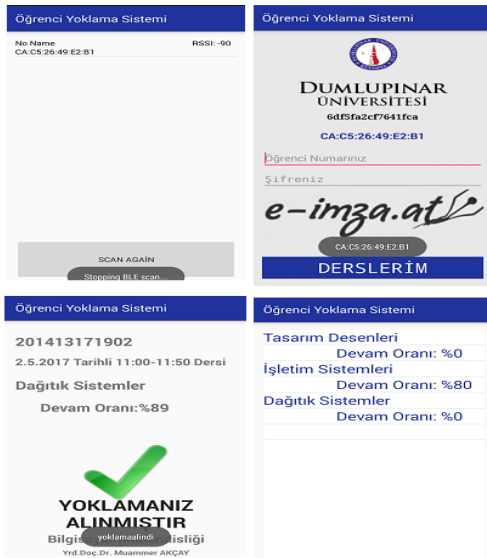 Öğrenci Yoklama Sistemi
No Name RSSI: -90
CA:C5:26:49:E2:B1
SCAN AGAIN
Stopping BLE scan...
Öğrenci Yoklama Sistemi
DUMLUPINAR
ÜNİVERSİTESİ
6df5fa2cf7641fca
CA:C5:26:49:E2:B1
Öğrenci Numarınız
Şifreniz
e-imza.at
CA:C5:26:49:E2:B1
DERSLERİM
Öğrenci Yoklama Sistemi
201413171902
2.5.2017 Tarihli 11:00-11:50 Dersi
Dağıtık Sistemler
Devam Oranı:%89
YOKLAMANIZ
ALINMIŞTIR
yoklamaalindi
Yrd.Doç.Dr. Muammer AKÇAY
Öğrenci Yoklama Sistemi
Tasarım Desenleri
Devam Oranı: %0
İşletim Sistemleri
Devam Oranı: %80
Dağıtık Sistemler
Devam Oranı: %0